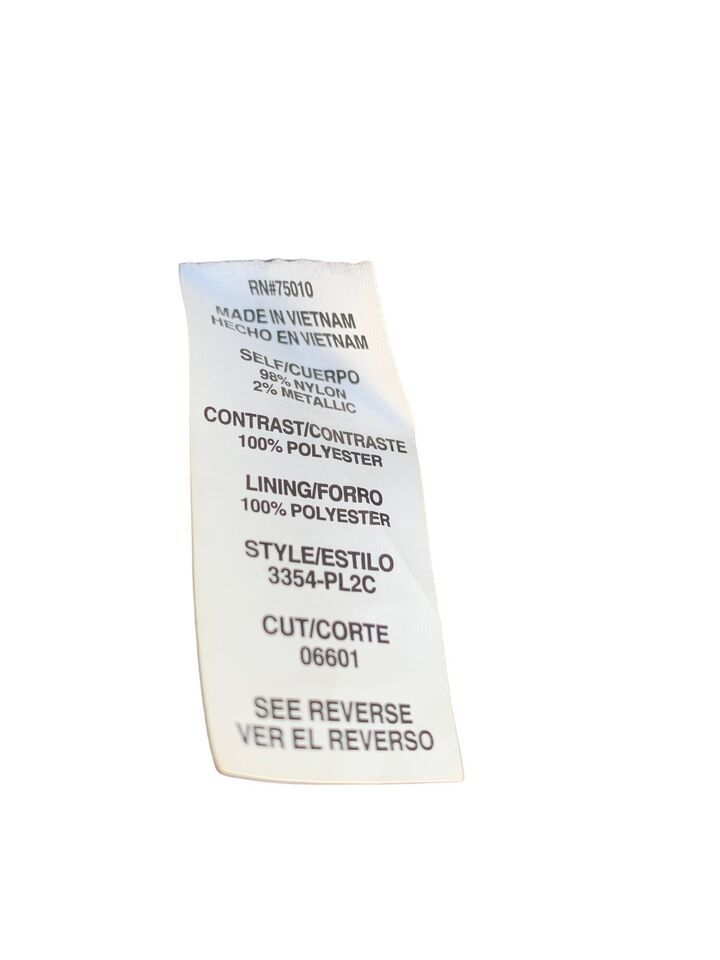 RN#75010
MADE IN VIETNAM
HECHO EN VIETNAM
SELF/CUERPO
98% NYLON
2% METALLIC
CONTRAST/CONTRASTE
100% POLYESTER
LINING/FORRO
100% POLYESTER
STYLE/ESTILO
3354-PL2C
CUT/CORTE
06601
SEE REVERSE
VER EL REVERSO